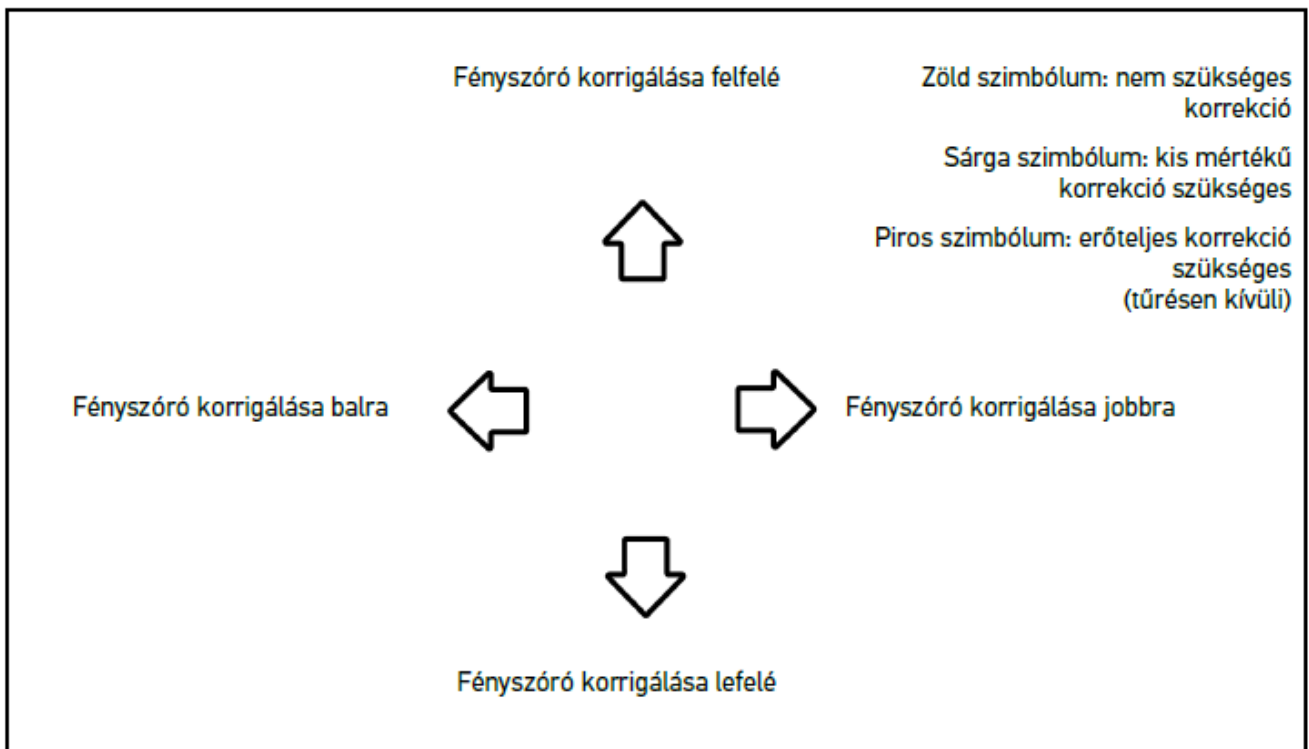 Fényszóró korrigálása felfelé
Zöld szimbólum: nem szükséges
korrekció
Sárga szimbólum: kis mértékű
korrekció szükséges
Piros szimbólum: erőteljes korrekció
szükséges
(tűrésen kívüli)
Fényszóró korrigálása balra
Fényszóró korrigálása jobbra
Fényszóró korrigálása lefelé